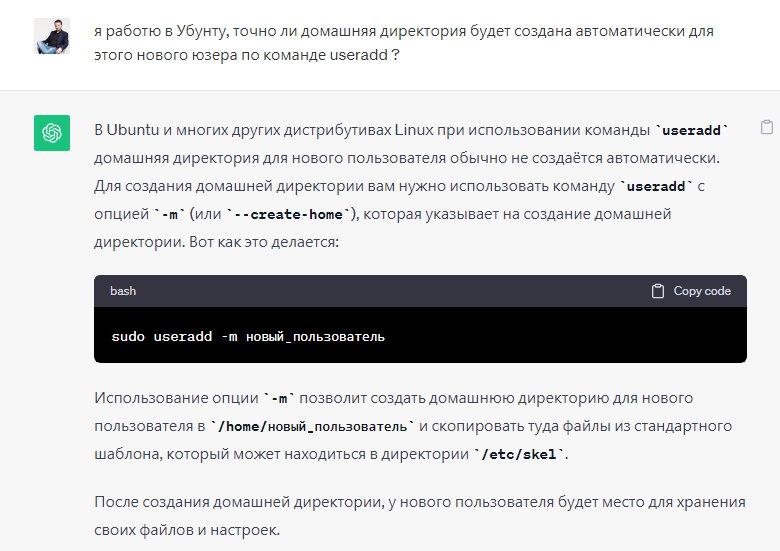 я работю в Убунту, точно ли домашняя директория будет создана автоматически для
этого нового юзера по команде useradd ?
В Ubuntu и многих других дистрибутивах Linux при использовании команды `useradd`
домашняя директория для нового пользователя обычно не создаётся автоматически.
Для создания домашней директории вам нужно использовать команду `useradd` с
опцией `-m` (или `--create-home`), которая указывает на создание домашней
директории. Вот как это делается:
bash Copy code
sudo useradd -m новый_пользователь
Использование опции `-m` позволит создать домашнюю директорию для нового
пользователя в `/home/новый_пользователь` и скопировать туда файлы из стандартного
шаблона, который может находиться в директории `/etc/skel`.
После создания домашней директории, у нового пользователя будет место для хранения
своих файлов и настроек.